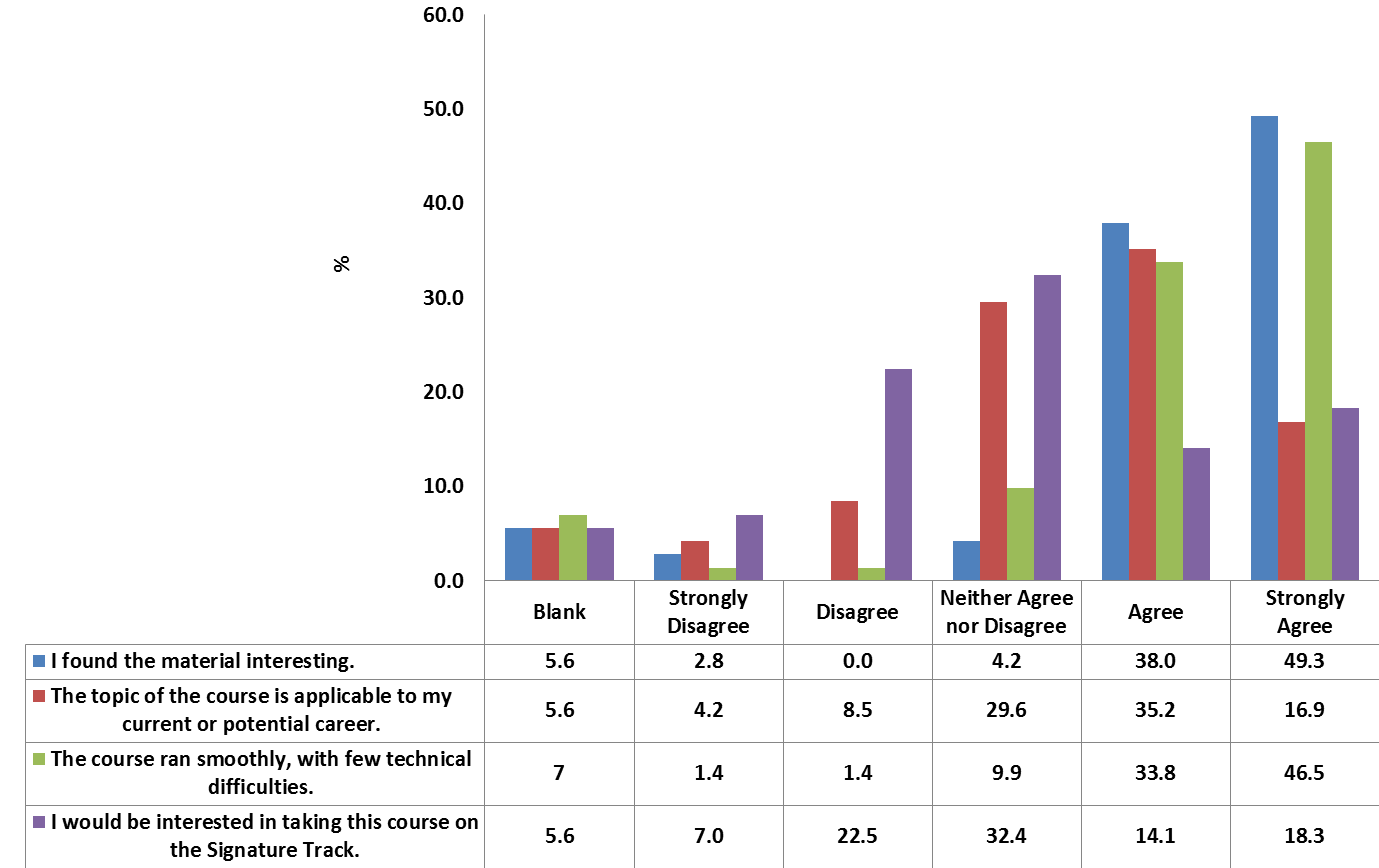 60.0
50.0
40.0
%
30.0
20.0
10.0
0.0
Blank
Strongly
Disagree
Disagree
Neither Agree
nor Disagree
Agree
Strongly
Agree
I found the material interesting. 5.6 2.8 0.0 4.2 38.0 49.3
The topic of the course is applicable to my
current or potential career.
5.6 4.2 8.5 29.6 35.2 16.9
The course ran smoothly, with few technical
difficulties.
7 1.4 1.4 9.9 33.8 46.5
I would be interested in taking this course on
the Signature Track.
5.6 7.0 22.5 32.4 14.1 18.3